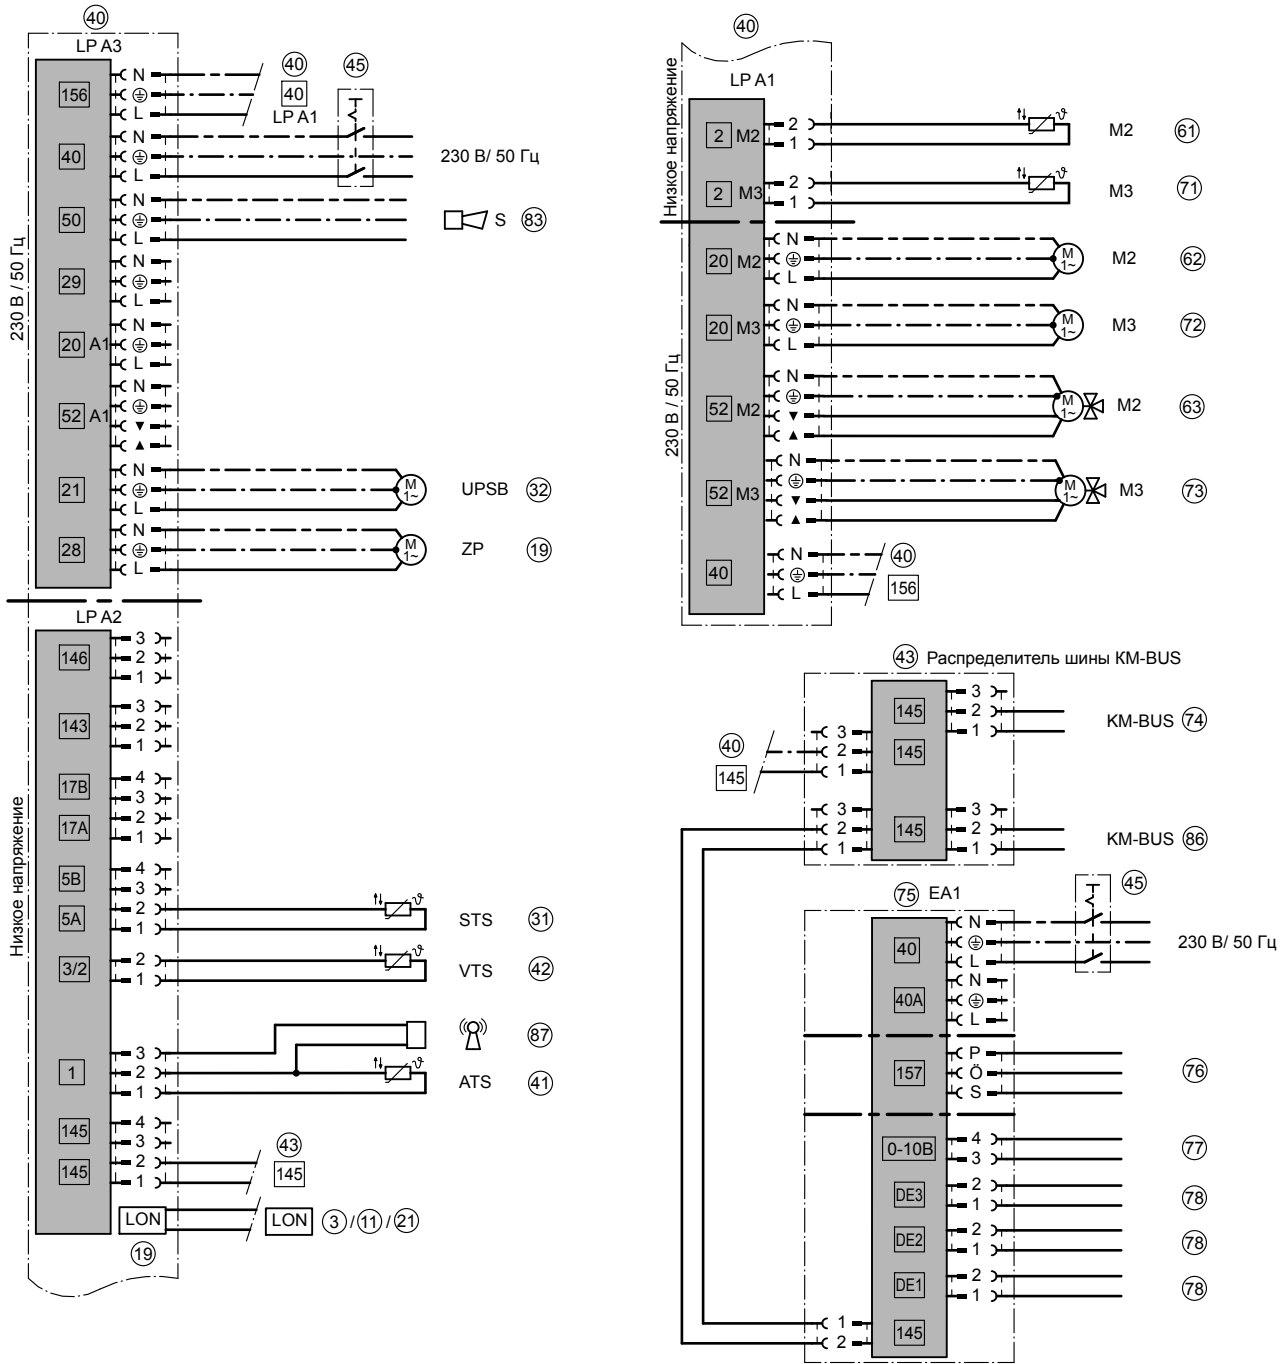 40
LP A3
230 В / 50 Гц
156
N
L
40
40
LP A1
45
40
N
L
230 В/ 50 Гц
50
N
L
S 83
29
N
L
20 A1
N
L
52 A1
N
▼
▲
21
N
L
M
1~
UPSB 32
28
N
L
M
1~
ZP 19
LP A2
Низкое напряжение
146
3
2
1
143
3
2
1
17B
4
3
17A
2
1
5B
4
3
5A
2
1
ϑ
STS 31
3/2
2
1
ϑ
VTS 42
87
1
3
2
1
ϑ
ATS 41
145
4
3
145
2
1
43
145
LON
LON 3 / 11 / 21
19
40
LP A1
Низкое напряжение
2 M2
2
1
ϑ
M2 61
2 M3
2
1
ϑ
M3 71
230 В / 50 Гц
20 M2
N
L
M
1~
M2 62
20 M3
N
L
M
1~
M3 72
52 M2
N
▼
▲
M
1~
M2 63
52 M3
N
▼
▲
M
1~
M3 73
40
N
L
40
156
43 Распределитель шины KM-BUS
145
3
2
1
KM-BUS 74
40
145
3
2
1
145
3
2
1
145
3
2
1
KM-BUS 86
75 EA1
45
40
N
L
230 В/ 50 Гц
40A
N
L
157
P
Ö
S
76
0-10В
4
3
77
DE3
2
1
78
DE2
2
1
78
DE1
2
1
78
1
2
145